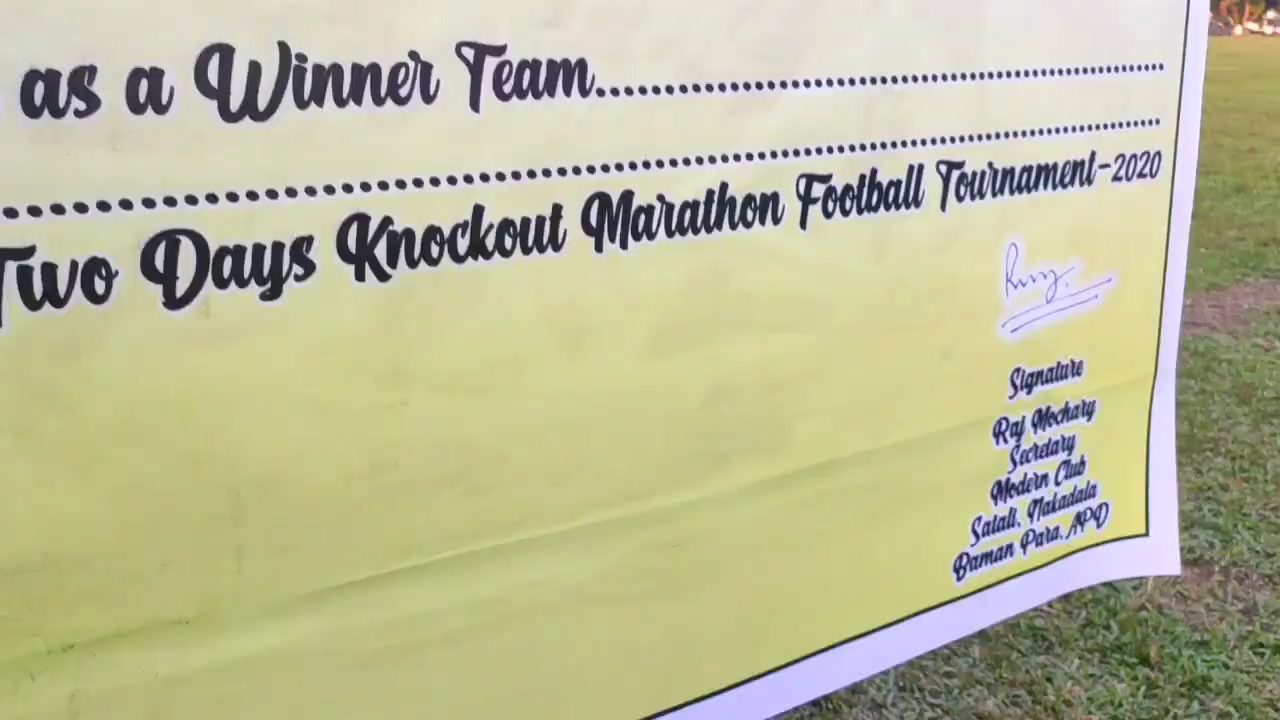 as a Winner Team........................................
................................................................
Two Days Knockout Marathon Football Tournament-2020
Signature
Raj Mochary
Secretary
Modern Club
Satali, Nakadala
Baman Para, APD